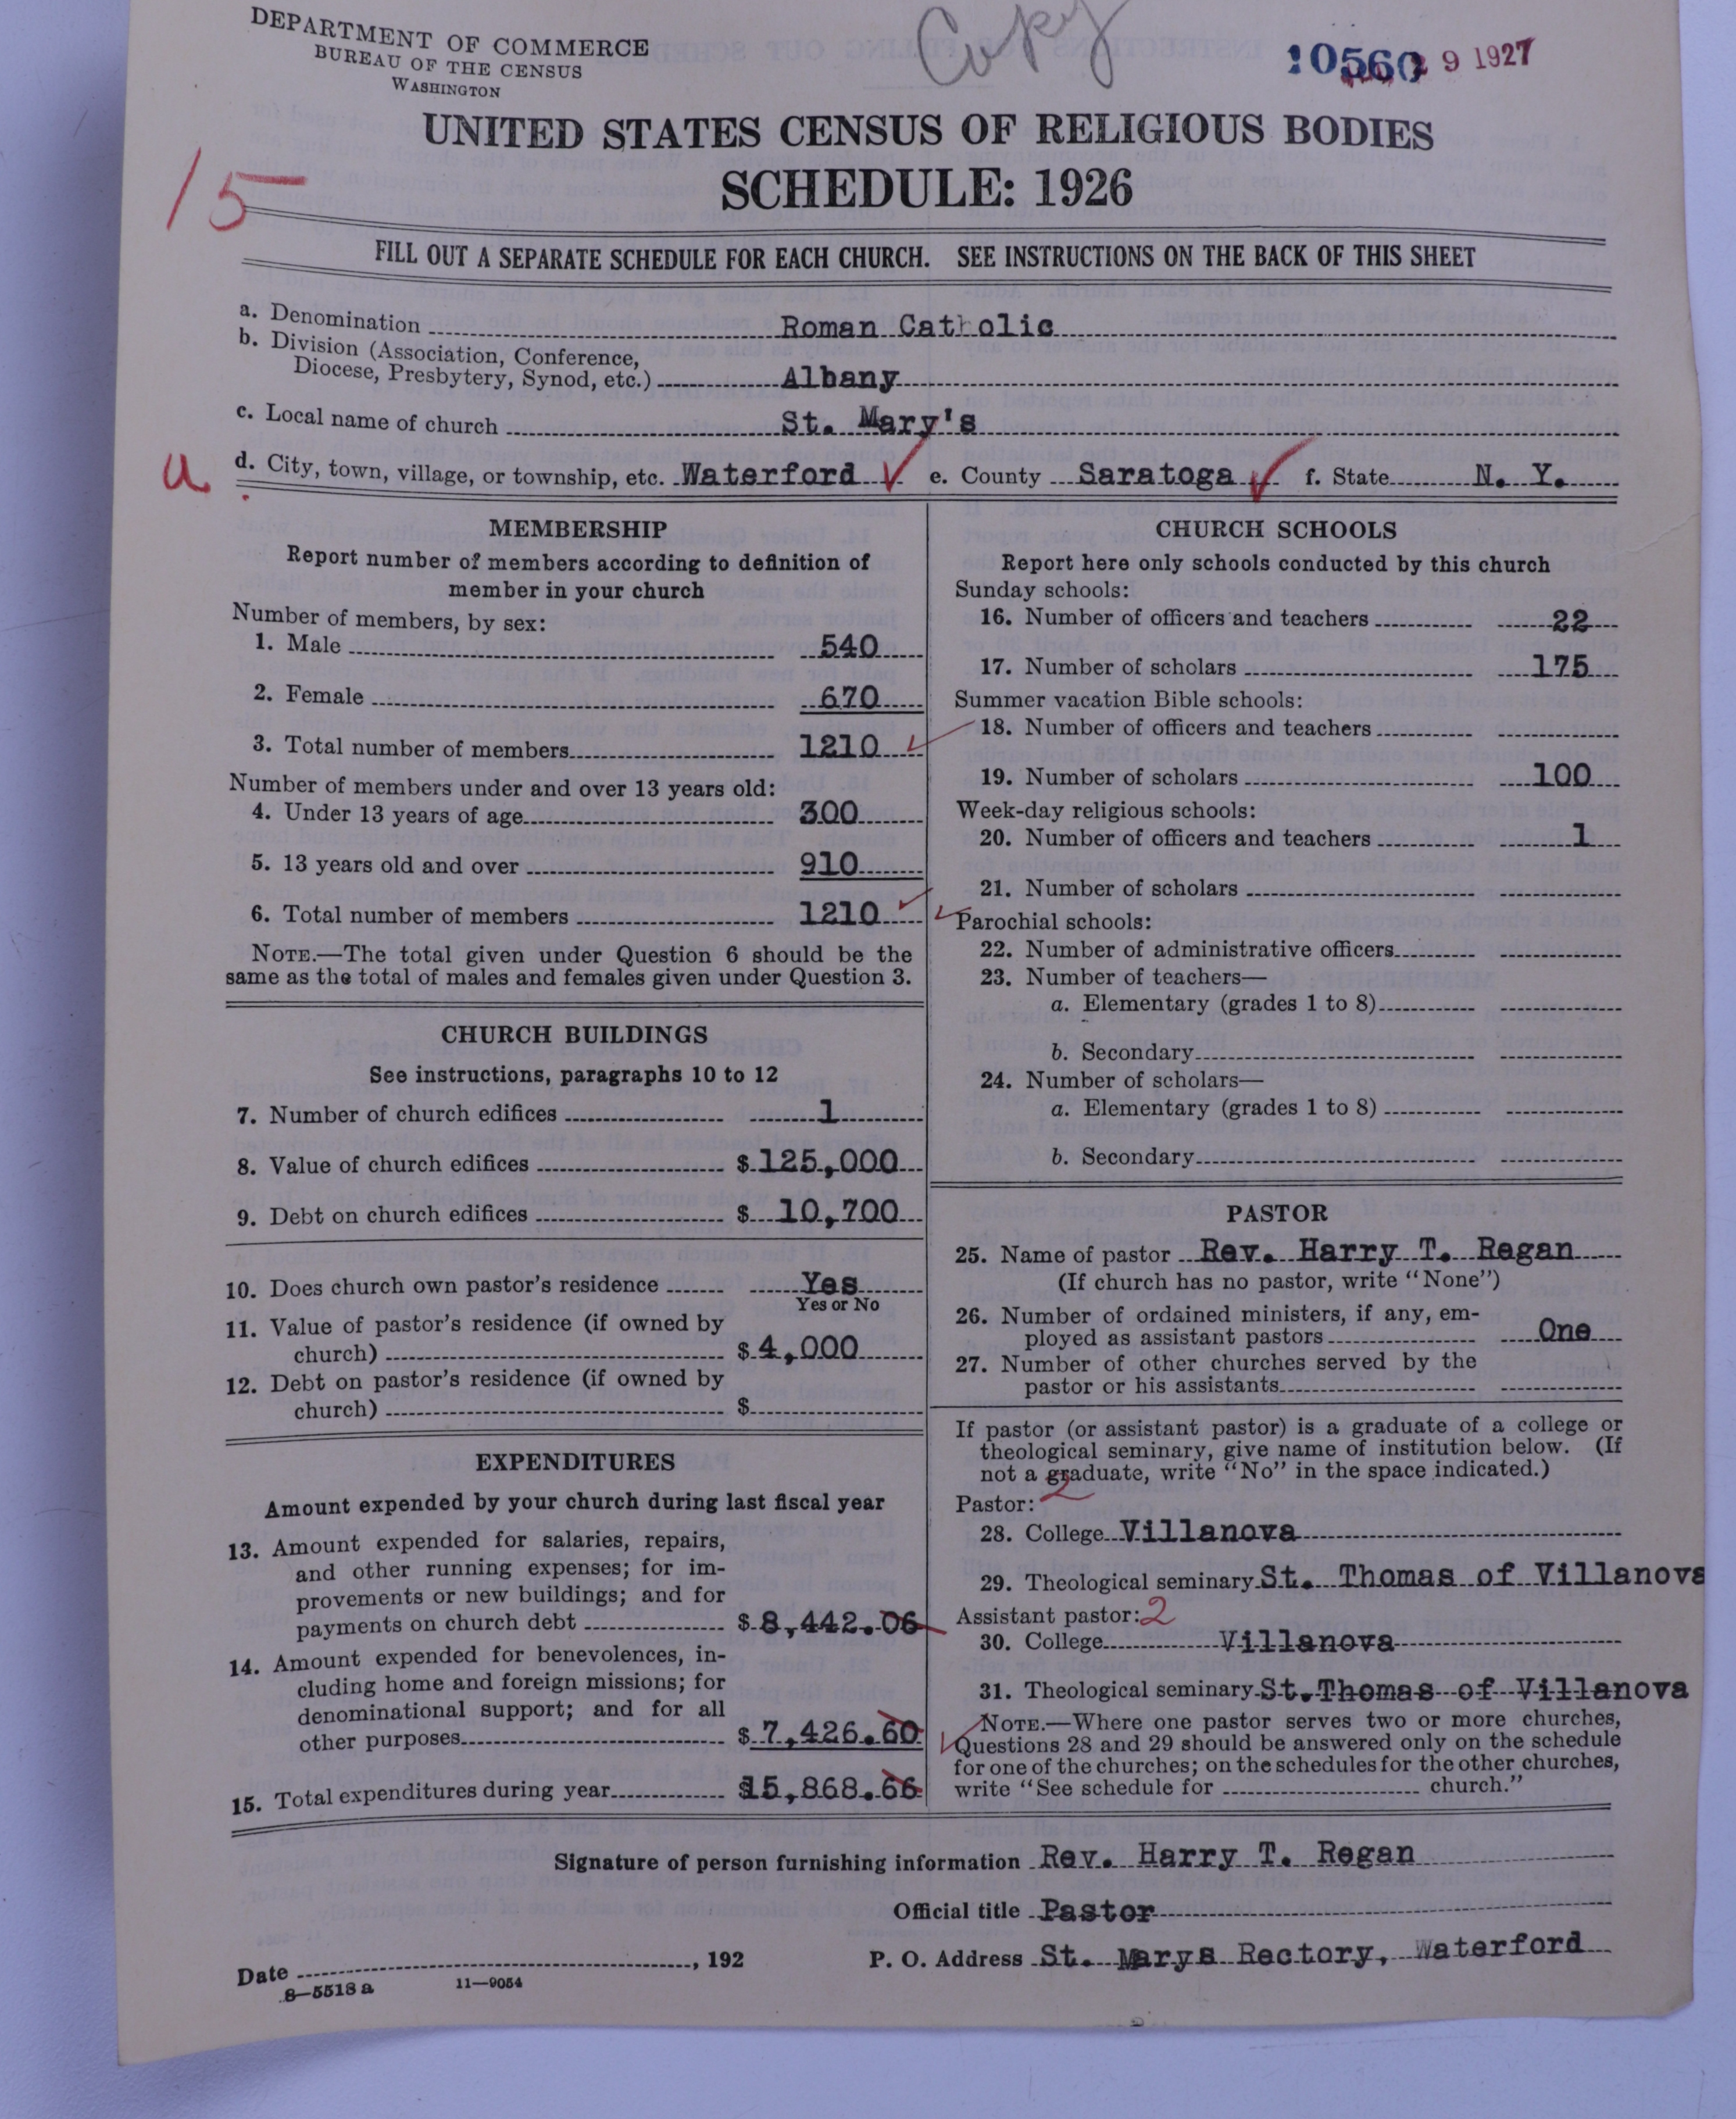 DEPARTMENT OF COMMERCE
BUREAU OF THE CENSUS
WASHINGTON
Copy
10560
9 1927
UNITED STATES CENSUS OF RELIGIOUS BODIES
SCHEDULE: 1926
15
FILL OUT A SEPARATE SCHEDULE FOR EACH CHURCH. SEE INSTRUCTIONS ON THE BACK OF THIS SHEET
a. Denomination Roman Catholic
b. Division (Association, Conference,
Diocese, Presbytery, Synod, etc.) Albany
c. Local name of church St. Mary's
u d. City, town, village, or township, etc. Waterford e. County Saratoga f. State N. Y.
MEMBERSHIP
Report number of members according to definition of
member in your church
Number of members, by sex:
1. Male 540
2. Female 670
3. Total number of members 1210
Number of members under and over 13 years old:
4. Under 13 years of age 300
5. 13 years old and over 910
6. Total number of members 1210
NOTE.—The total given under Question 6 should be the
same as the total of males and females given under Question 3.
CHURCH BUILDINGS
See instructions, paragraphs 10 to 12
7. Number of church edifices 1
8. Value of church edifices $ 125,000
9. Debt on church edifices $ 10,700
10. Does church own pastor's residence Yes
Yes or No
11. Value of pastor's residence (if owned by
church) $ 4,000
12. Debt on pastor's residence (if owned by
church) $
EXPENDITURES
Amount expended by your church during last fiscal year
13. Amount expended for salaries, repairs,
and other running expenses; for im-
provements or new buildings; and for
payments on church debt $ 8,442.06
14. Amount expended for benevolences, in-
cluding home and foreign missions; for
denominational support; and for all
other purposes $ 7,426.60
15. Total expenditures during year $15,868.66
CHURCH SCHOOLS
Report here only schools conducted by this church
Sunday schools:
16. Number of officers and teachers 22
17. Number of scholars 175
Summer vacation Bible schools:
18. Number of officers and teachers
19. Number of scholars 100
Week-day religious schools:
20. Number of officers and teachers 1
21. Number of scholars
Parochial schools:
22. Number of administrative officers
23. Number of teachers—
a. Elementary (grades 1 to 8)
b. Secondary
24. Number of scholars—
a. Elementary (grades 1 to 8)
b. Secondary
PASTOR
25. Name of pastor Rev. Harry T. Regan
(If church has no pastor, write "None")
26. Number of ordained ministers, if any, em-
ployed as assistant pastors One
27. Number of other churches served by the
pastor or his assistants
If pastor (or assistant pastor) is a graduate of a college or
theological seminary, give name of institution below. (If
not a graduate, write "No" in the space indicated.)
Pastor: 2
28. College Villanova
29. Theological seminary St. Thomas of Villanova
Assistant pastor: 2
30. College Villanova
31. Theological seminary St. Thomas of Villanova
NOTE.—Where one pastor serves two or more churches,
Questions 28 and 29 should be answered only on the schedule
for one of the churches; on the schedules for the other churches,
write "See schedule for church."
Signature of person furnishing information Rev. Harry T. Regan
Official title Pastor
Date , 192 P. O. Address St. Marys Rectory, Waterford
8—5518 a 11—9054